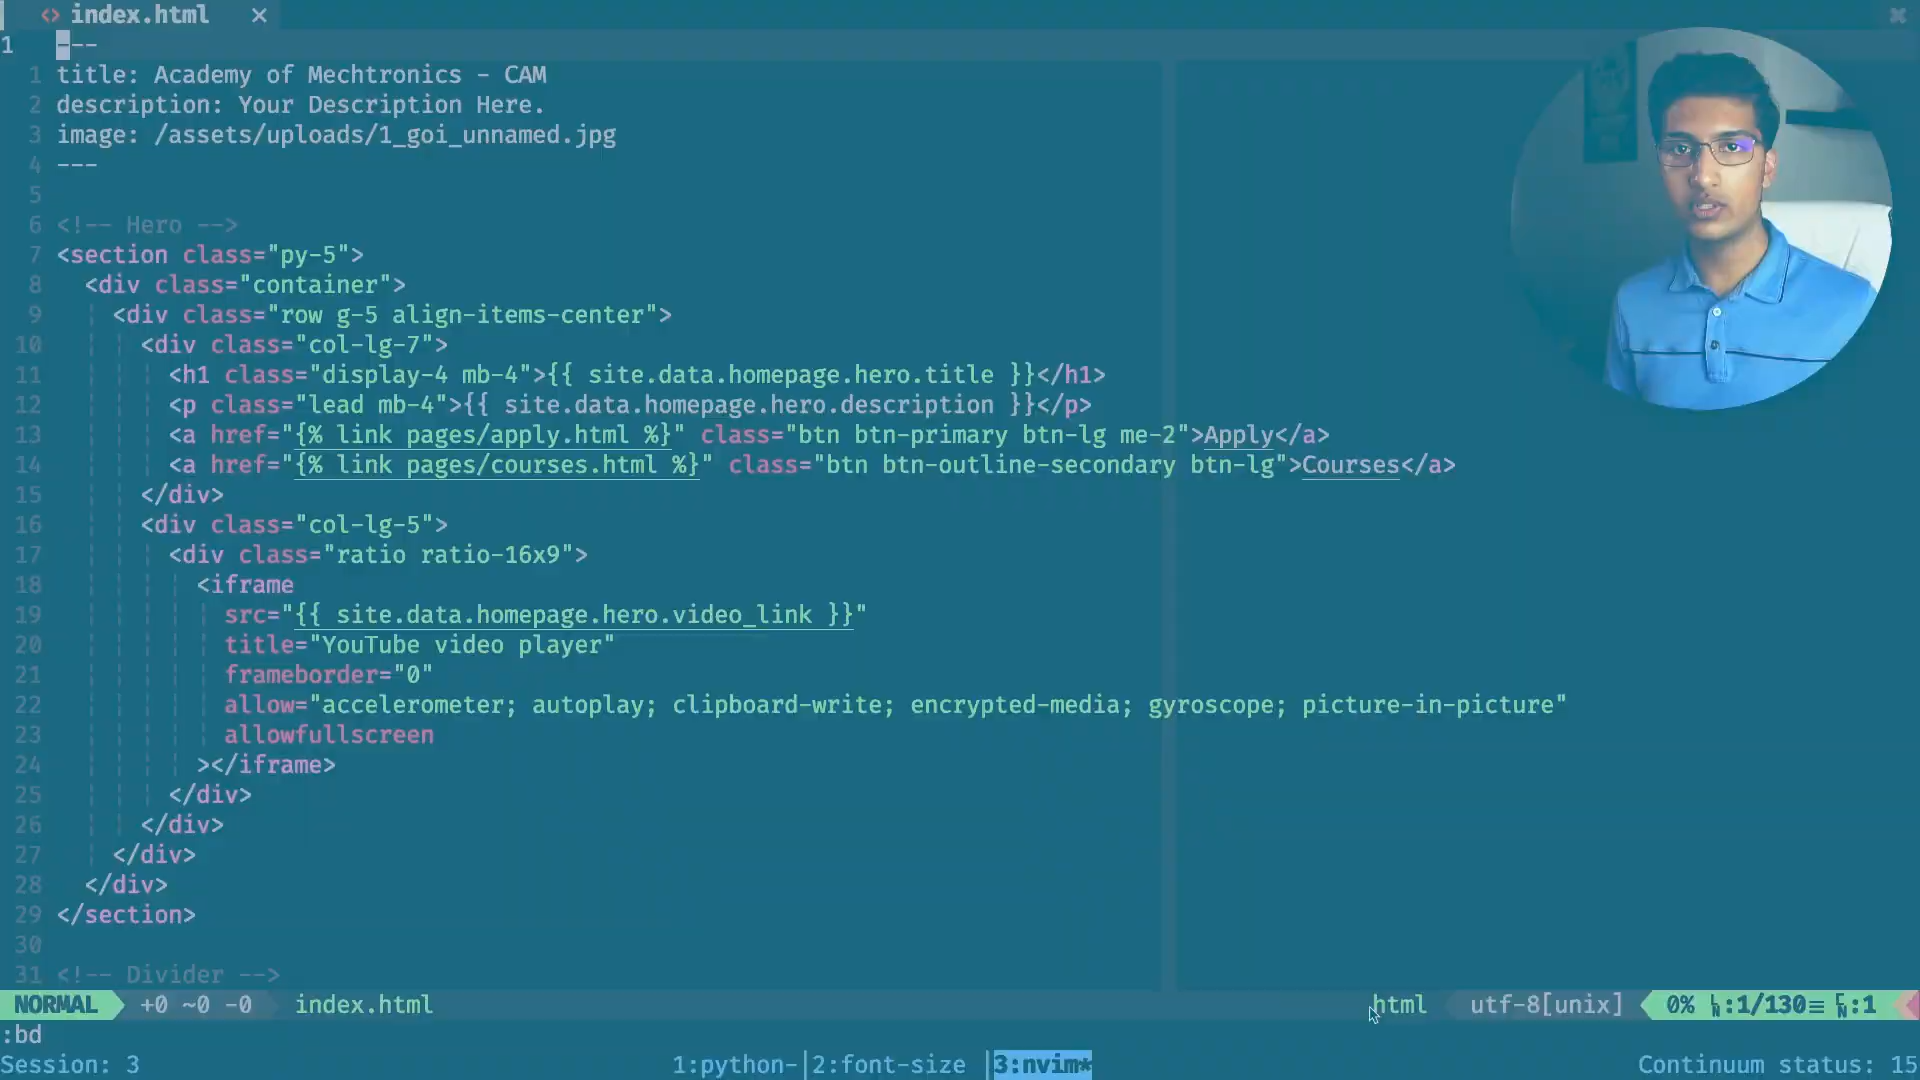 <> index.html ×
1 ---
1 title: Academy of Mechtronics - CAM
2 description: Your Description Here.
3 image: /assets/uploads/1_goi_unnamed.jpg
4 ---
5
6 <!-- Hero -->
7 <section class="py-5">
8 <div class="container">
9 <div class="row g-5 align-items-center">
10 <div class="col-lg-7">
11 <h1 class="display-4 mb-4">{{ site.data.homepage.hero.title }}</h1>
12 <p class="lead mb-4">{{ site.data.homepage.hero.description }}</p>
13 <a href="{% link pages/apply.html %}" class="btn btn-primary btn-lg me-2">Apply</a>
14 <a href="{% link pages/courses.html %}" class="btn btn-outline-secondary btn-lg">Courses</a>
15 </div>
16 <div class="col-lg-5">
17 <div class="ratio ratio-16x9">
18 <iframe
19 src="{{ site.data.homepage.hero.video_link }}"
20 title="YouTube video player"
21 frameborder="0"
22 allow="accelerometer; autoplay; clipboard-write; encrypted-media; gyroscope; picture-in-picture"
23 allowfullscreen
24 ></iframe>
25 </div>
26 </div>
27 </div>
28 </div>
29 </section>
30
31 <!-- Divider -->
NORMAL +0 ~0 -0 index.html html utf-8[unix] 0% LN:1/130≡ CN:1
:bd
Session: 3 1:python- 2:font-size 3:nvim* Continuum status: 15